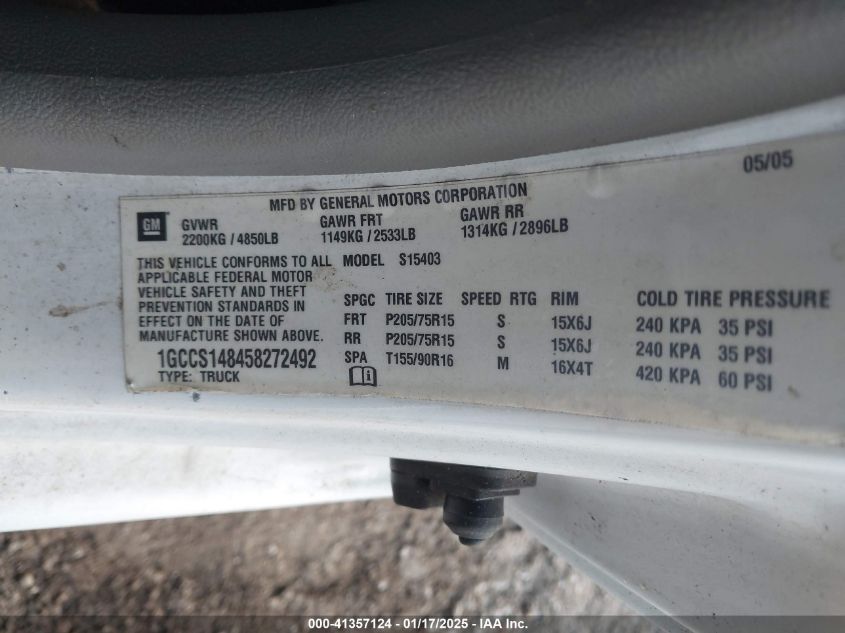 05/05
MFD BY GENERAL MOTORS CORPORATION
GM
GVWR GAWR FRT GAWR RR
2200KG / 4850LB 1149KG / 2533LB 1314KG / 2896LB
THIS VEHICLE CONFORMS TO ALL MODEL S15403
APPLICABLE FEDERAL MOTOR
VEHICLE SAFETY AND THEFT
PREVENTION STANDARDS IN
EFFECT ON THE DATE OF
MANUFACTURE SHOWN ABOVE.
1GCCS148458272492
TYPE: TRUCK
SPGC TIRE SIZE SPEED RTG RIM COLD TIRE PRESSURE
FRT P205/75R15 S 15X6J 240 KPA 35 PSI
RR P205/75R15 S 15X6J 240 KPA 35 PSI
SPA T155/90R16 M 16X4T 420 KPA 60 PSI
000-41357124 - 01/17/2025 - IAA Inc.